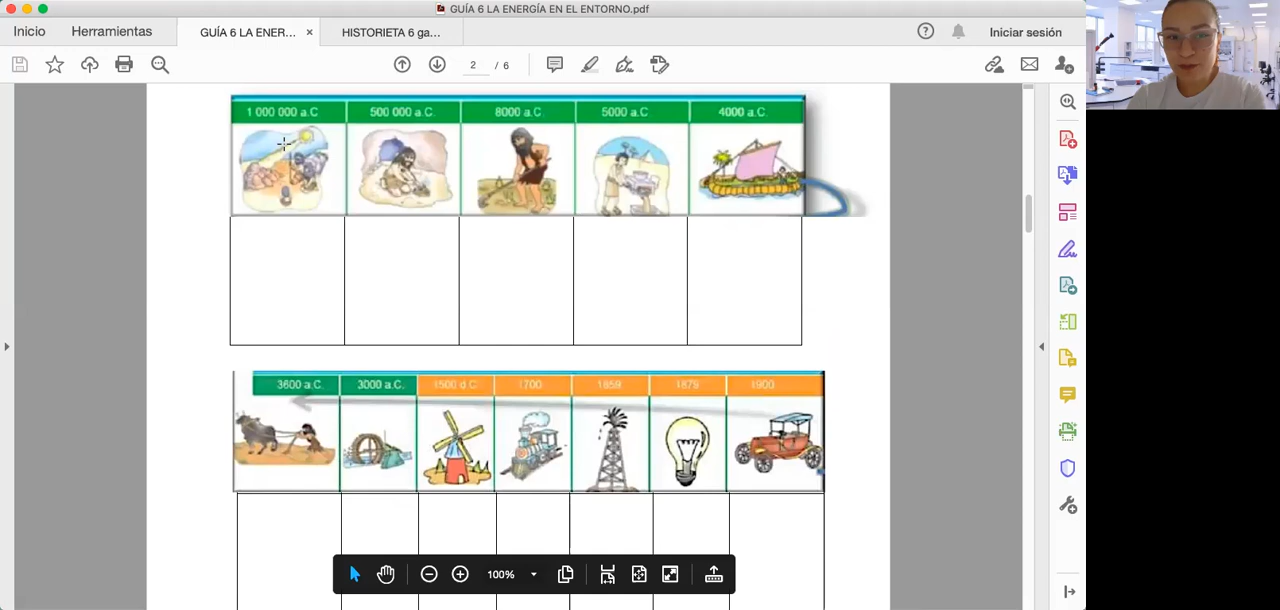 GUÍA 6 LA ENERGÍA EN EL ENTORNO.pdf
Inicio Herramientas GUÍA 6 LA ENER... × HISTORIETA 6 ga... Iniciar sesión
2 / 6
1 000 000 a.C 500 000 a.C. 8000 a.C. 5000 a.C 4000 a.C.
3600 a.C. 3000 a.C. 1500 d.C 1700 1859 1879 1900
100%